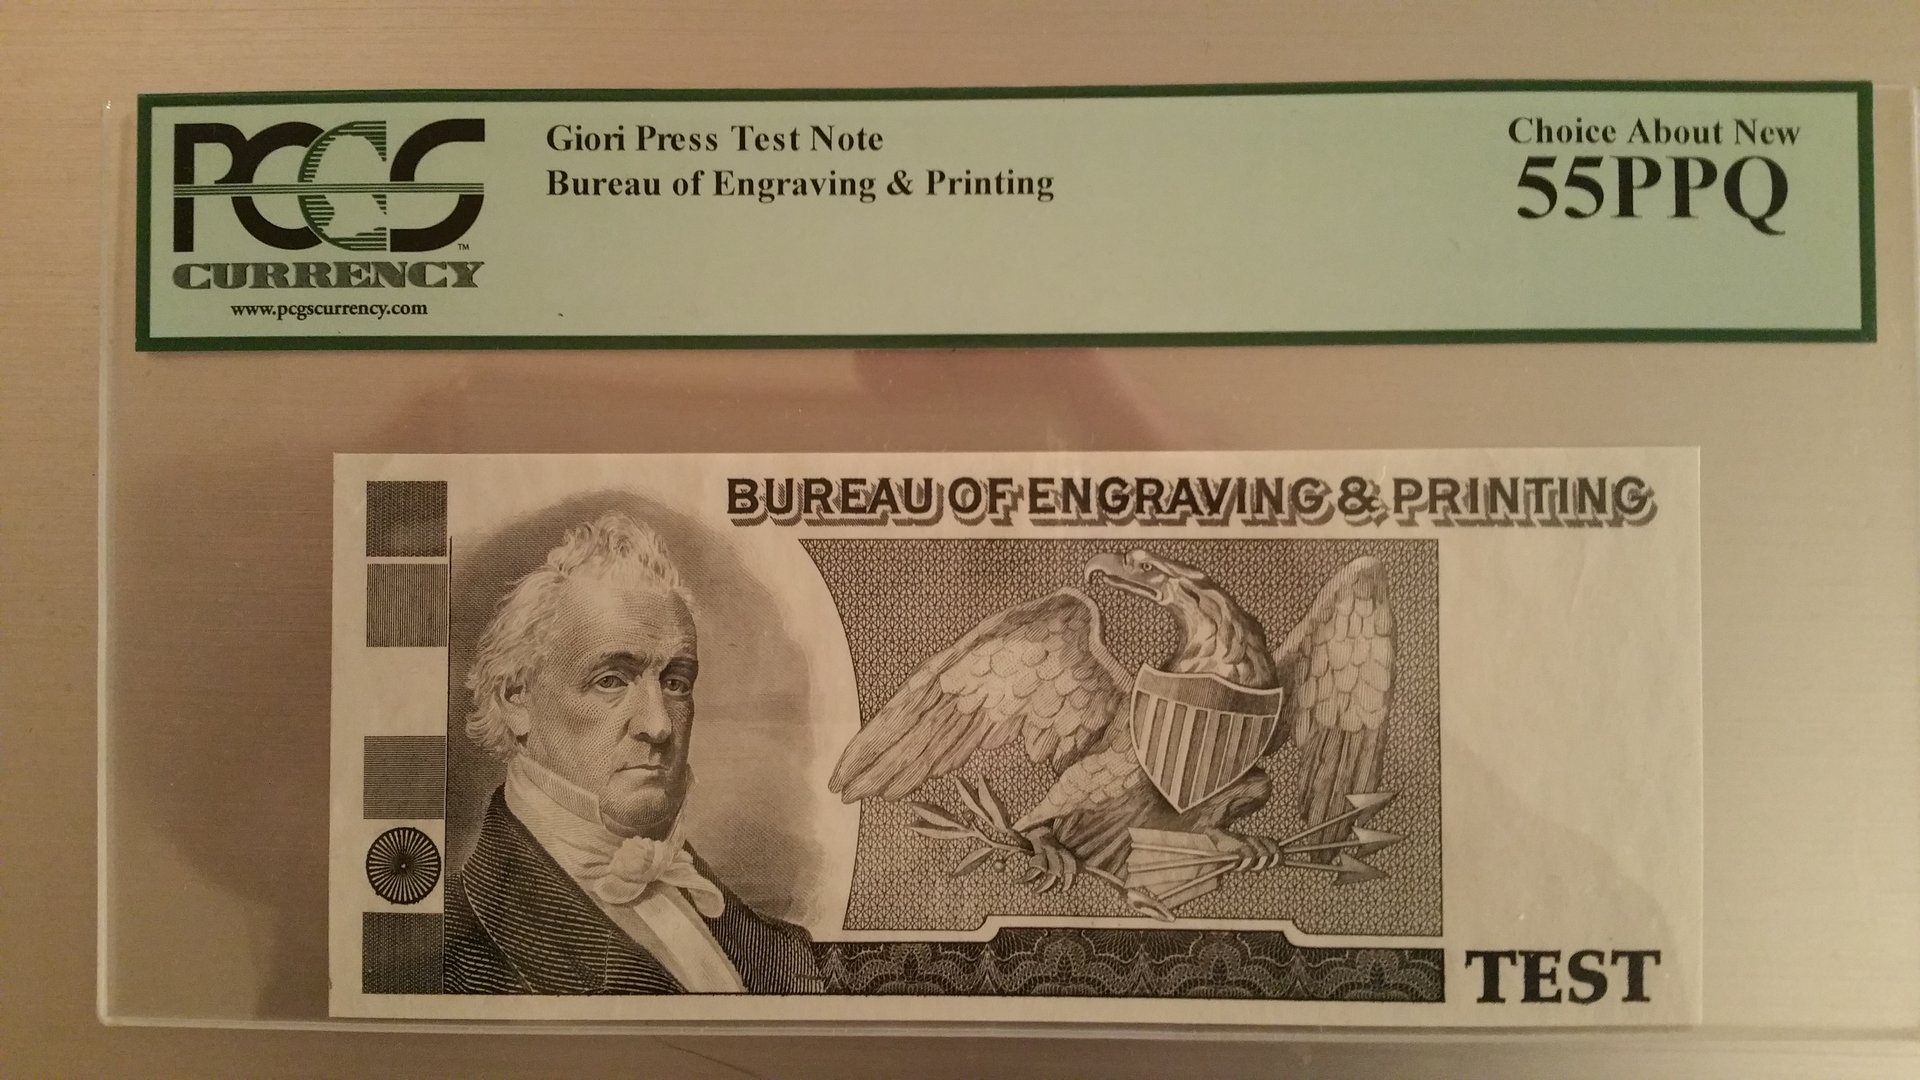 PCGS
CURRENCY
www.pcgscurrency.com
Giori Press Test Note
Bureau of Engraving & Printing
Choice About New
55PPQ
BUREAU OF ENGRAVING & PRINTING
TEST